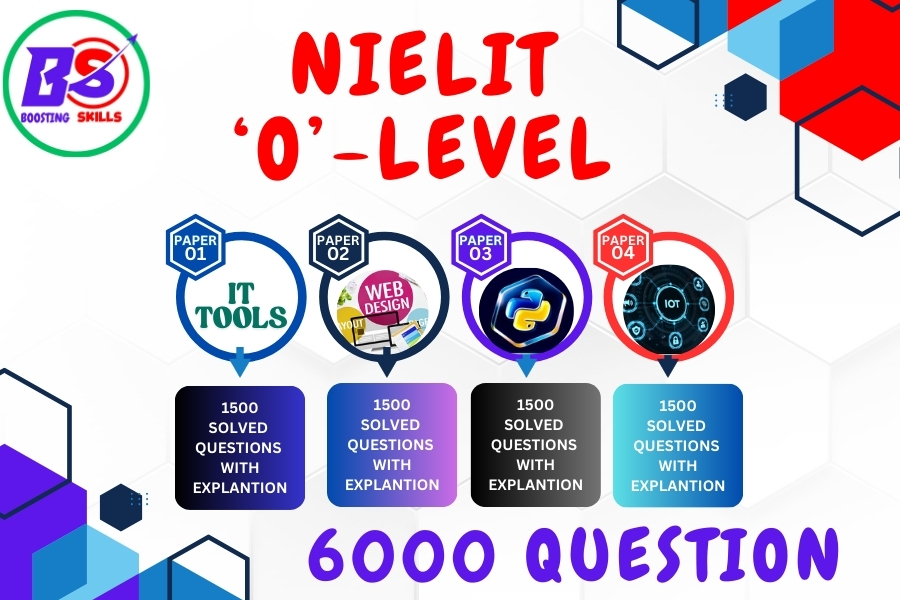 BS
BOOSTING SKILLS
NIELIT
‘O’-LEVEL
PAPER
01
IT
TOOLS
PAPER
02
WEB
DESIGN
PAPER
03
PAPER
04
IOT
1500
SOLVED
QUESTIONS
WITH
EXPLANTION
1500
SOLVED
QUESTIONS
WITH
EXPLANTION
1500
SOLVED
QUESTIONS
WITH
EXPLANTION
1500
SOLVED
QUESTIONS
WITH
EXPLANTION
6000 QUESTION